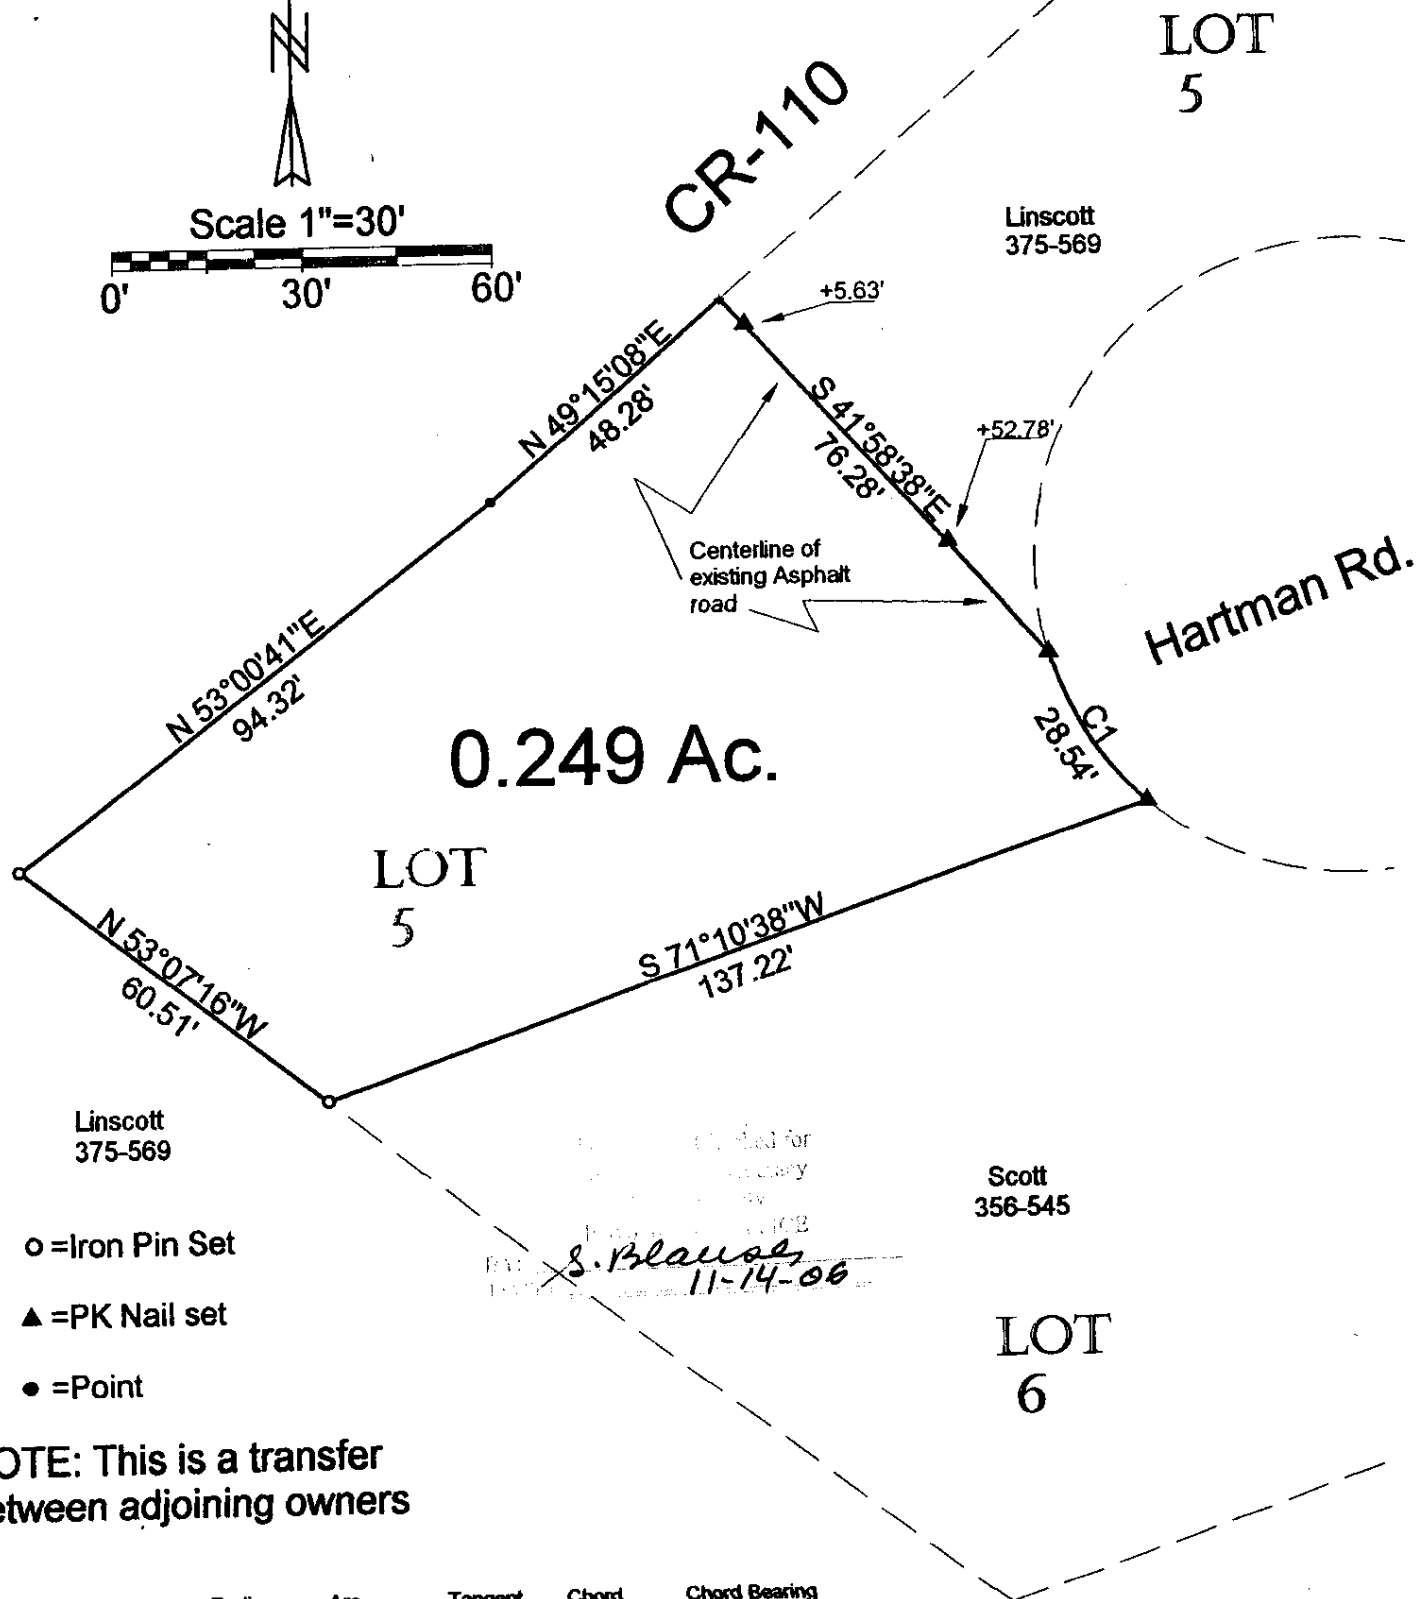 N
LOT
5
CR-110
Scale 1"=30'
0' 30' 60'
Linscott
375-569
+5.63'
N 49°15'08"E
48.28'
S 41°58'38"E
76.28'
+52.78'
Centerline of
existing Asphalt
road
Hartman Rd.
N 53°00'41"E
94.32'
C1
28.54'
0.249 Ac.
LOT
5
S 71°10'38"W
137.22'
N 53°07'16"W
60.51'
Linscott
375-569
for
Scott
356-545
=Iron Pin Set
S. Blauser
11-14-06
=PK Nail set
LOT
6
=Point
OTE: This is a transfer
etween adjoining owners
Tangent Chord Chord Bearing